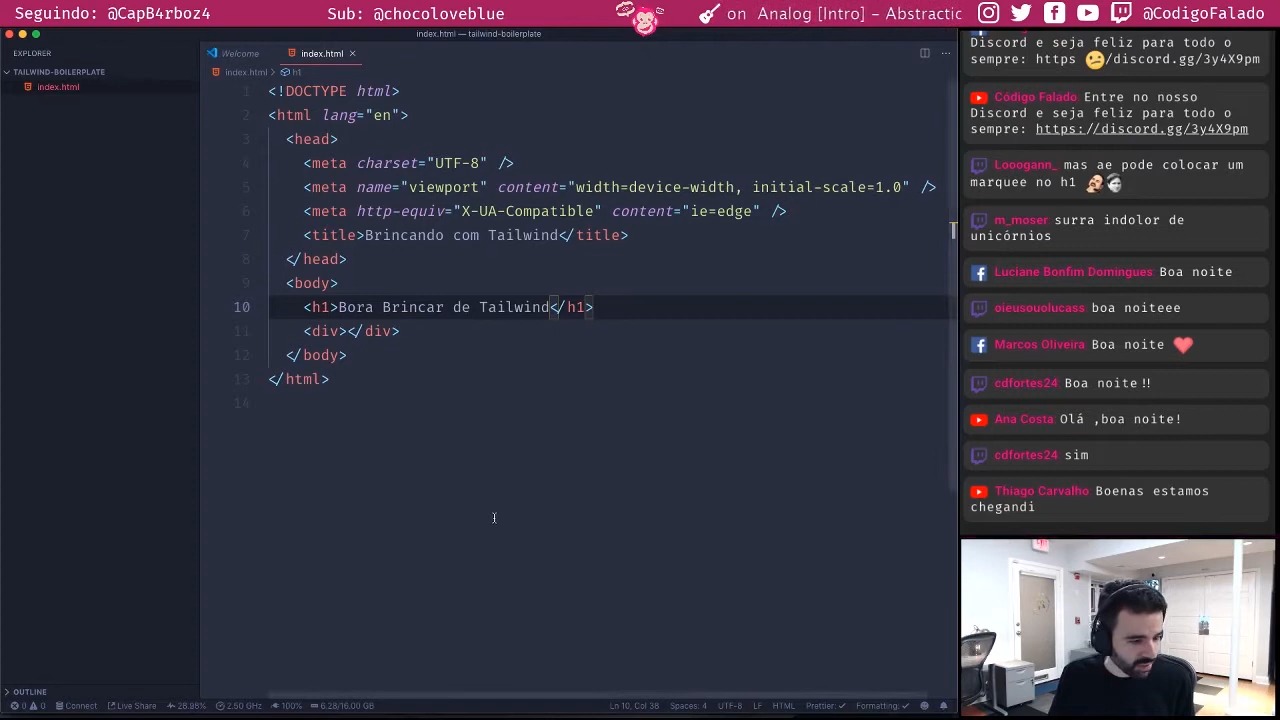 Seguindo: @CapB4rboz4
Sub: @chocoloveblue
on Analog [Intro] – Abstractic
@CodigoFalado
index.html — tailwind-boilerplate
EXPLORER
TAILWIND-BOILERPLATE
index.html
Welcome
index.html
index.html > h1
1 <!DOCTYPE html>
2 <html lang="en">
3 <head>
4 <meta charset="UTF-8" />
5 <meta name="viewport" content="width=device-width, initial-scale=1.0" />
6 <meta http-equiv="X-UA-Compatible" content="ie=edge" />
7 <title>Brincando com Tailwind</title>
8 </head>
9 <body>
10 <h1>Bora Brincar de Tailwind</h1>
11 <div></div>
12 </body>
13 </html>
14
OUTLINE
0 0 Connect Live Share 28.98% 2.50 GHz 100% 6.28/16.00 GB
Ln 10, Col 38 Spaces: 4 UTF-8 LF HTML Prettier: ✓ Formatting: ✓
Discord e seja feliz para todo o
sempre: https //discord.gg/3y4X9pm
Código Falado Entre no nosso
Discord e seja feliz para todo o
sempre: https://discord.gg/3y4X9pm
Looogann_ mas ae pode colocar um
marquee no h1
m_moser surra indolor de
unicórnios
Luciane Bonfim Domingues Boa noite
oieusouolucass boa noiteee
Marcos Oliveira Boa noite
cdfortes24 Boa noite!!
Ana Costa Olá ,boa noite!
cdfortes24 sim
Thiago Carvalho Boenas estamos
chegandi